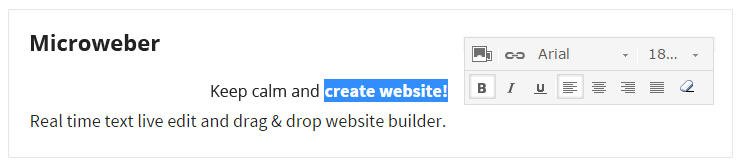 Microweber
Arial 18...
Keep calm and create website!
B I U
Real time text live edit and drag & drop website builder.